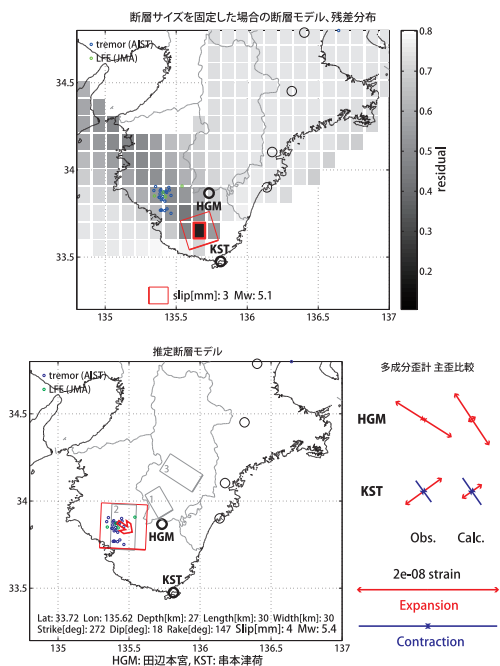 断層サイズを固定した場合の断層モデル、残差分布
tremor (AIST)
LFE (JMA)
34.5
34
33.5
HGM
KST
slip[mm]: 3 Mw: 5.1
135
135.5
136
136.5
137
0.8
0.7
0.6
0.5
0.4
0.3
0.2
residual
推定断層モデル
tremor (AIST)
LFE (JMA)
34.5
34
33.5
3
1
2
HGM
KST
Lat: 33.72 Lon: 135.62 Depth[km]: 27 Length[km]: 30 Width[km]: 30
Strike[deg]: 272 Dip[deg]: 18 Rake[deg]: 147 Slip[mm]: 4 Mw: 5.4
135
135.5
136
136.5
137
HGM: 田辺本宮, KST: 串本津荷
多成分歪計 主歪比較
HGM
KST
Obs.
Calc.
2e-08 strain
Expansion
Contraction